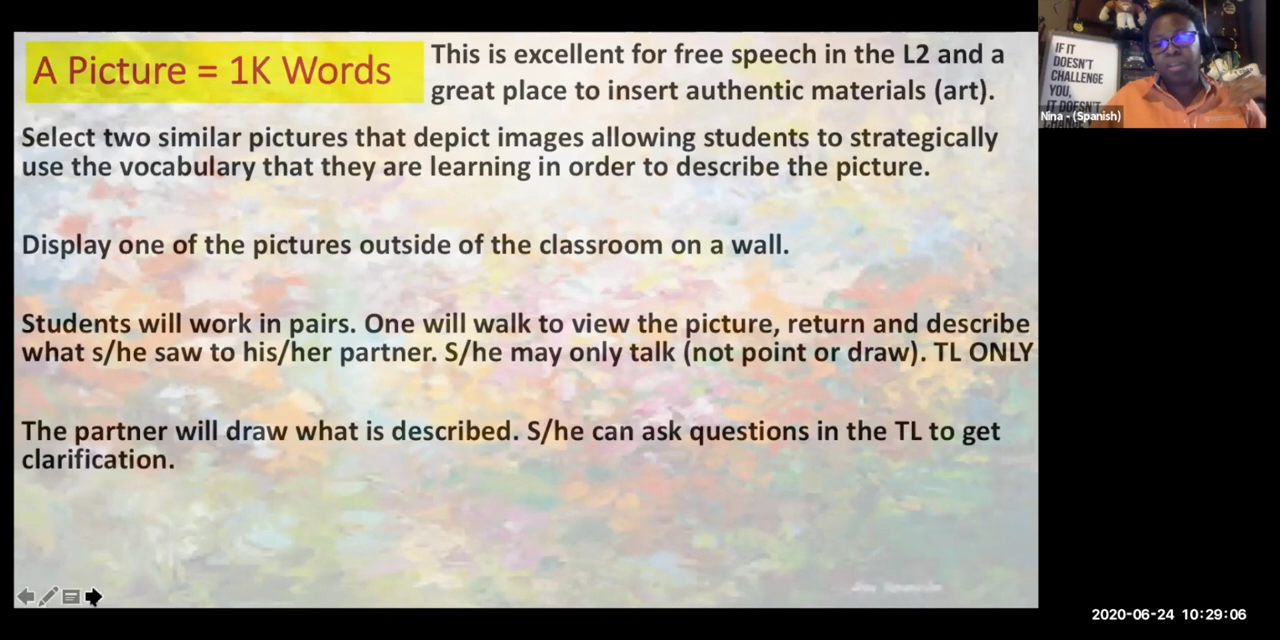 A Picture = 1K Words
This is excellent for free speech in the L2 and a
great place to insert authentic materials (art).
Select two similar pictures that depict images allowing students to strategically
use the vocabulary that they are learning in order to describe the picture.
Display one of the pictures outside of the classroom on a wall.
Students will work in pairs. One will walk to view the picture, return and describe
what s/he saw to his/her partner. S/he may only talk (not point or draw). TL ONLY
The partner will draw what is described. S/he can ask questions in the TL to get
clarification.
IF IT
DOESN'T
CHALLENGE
YOU,
IT DOESN'T
Nina - (Spanish)
2020-06-24 10:29:06